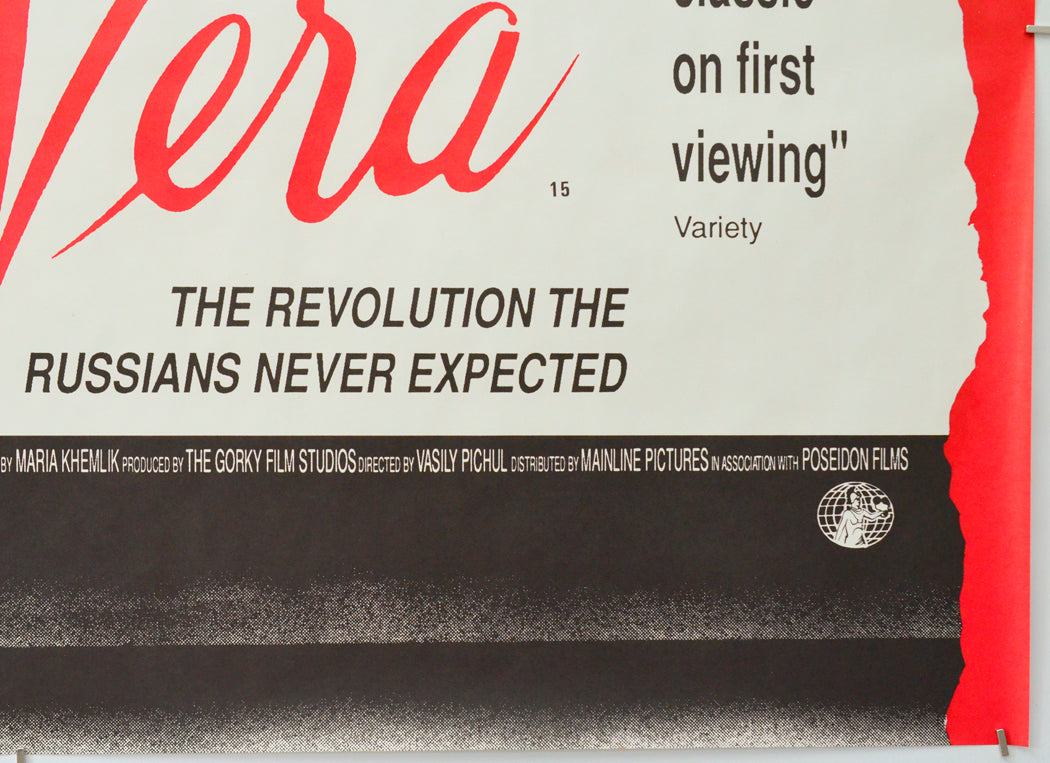 Vera
15
classic
on first
viewing"
Variety
THE REVOLUTION THE
RUSSIANS NEVER EXPECTED
BY MARIA KHEMLIK PRODUCED BY THE GORKY FILM STUDIOS DIRECTED BY VASILY PICHUL DISTRIBUTED BY MAINLINE PICTURES IN ASSOCIATION WITH POSEIDON FILMS